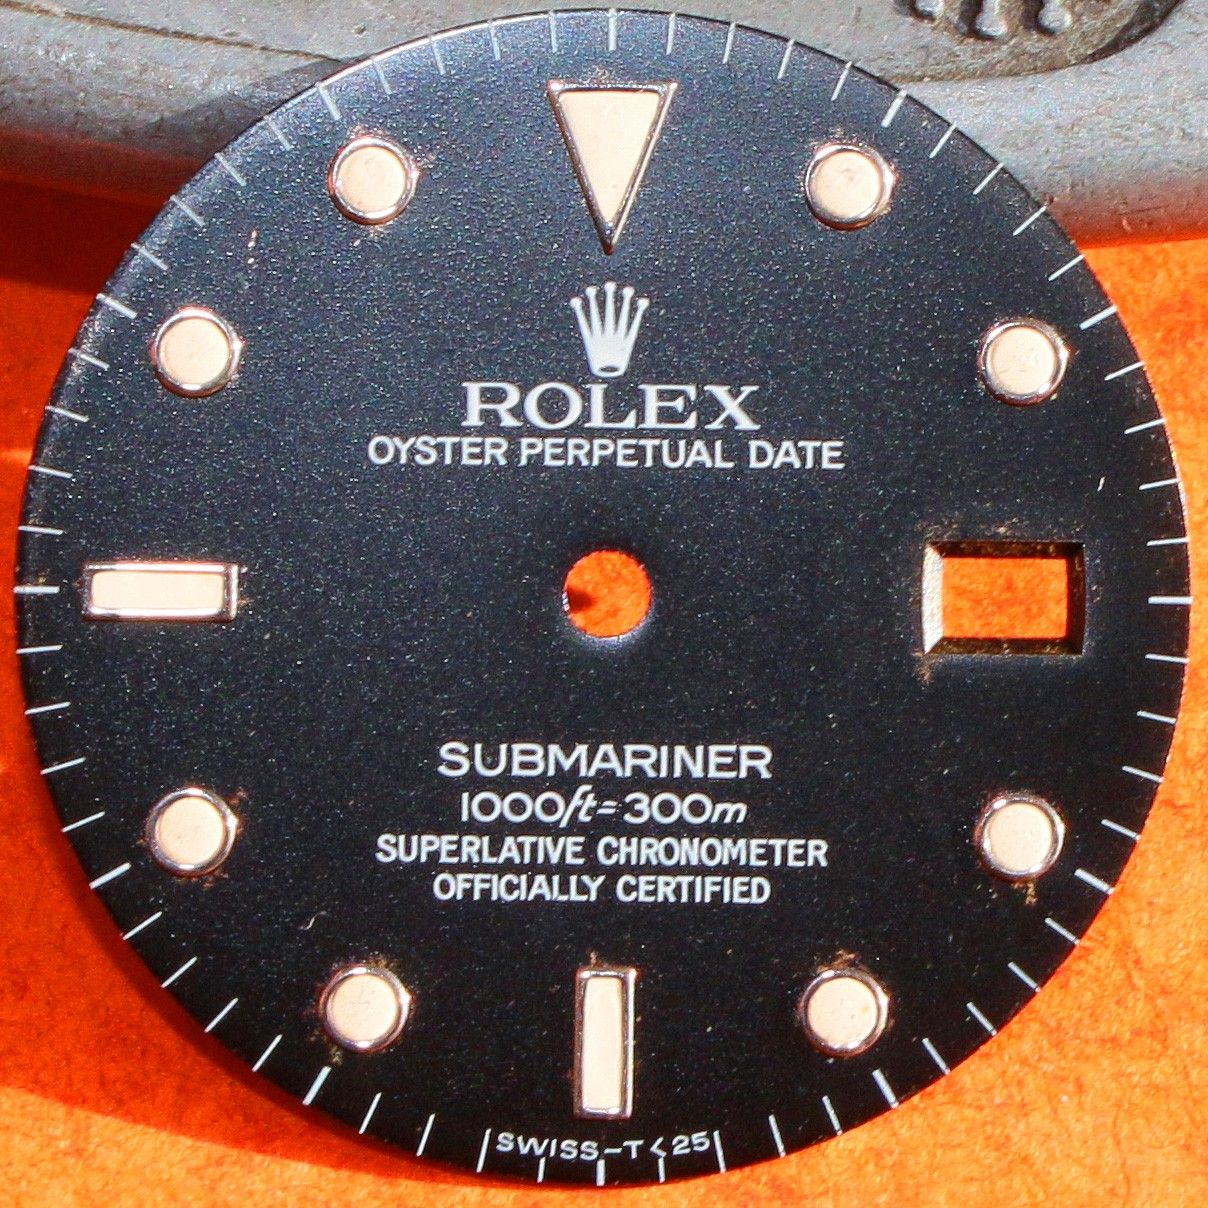 ROLEX
OYSTER PERPETUAL DATE
SUBMARINER
1000ft=300m
SUPERLATIVE CHRONOMETER
OFFICIALLY CERTIFIED
SWISS-T<25